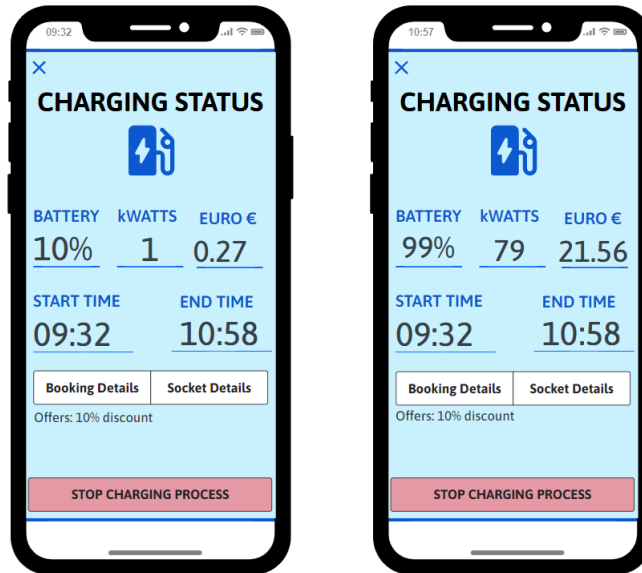 09:32
CHARGING STATUS
BATTERY kWATTS EURO €
10% 1 0.27
START TIME END TIME
09:32 10:58
Booking Details Socket Details
Offers: 10% discount
STOP CHARGING PROCESS
10:57
CHARGING STATUS
BATTERY kWATTS EURO €
99% 79 21.56
START TIME END TIME
09:32 10:58
Booking Details Socket Details
Offers: 10% discount
STOP CHARGING PROCESS